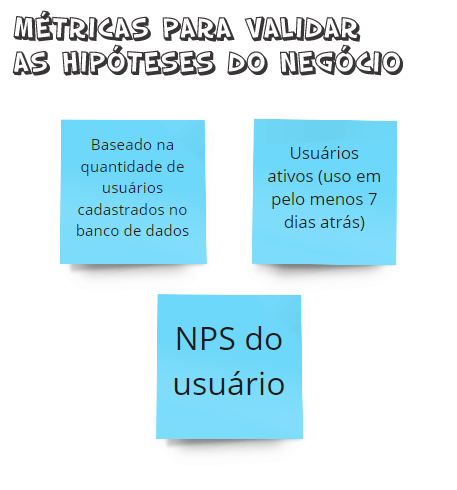 MÉTRICAS PARA VALIDAR
AS HIPÓTESES DO NEGÓCIO
Baseado na
quantidade de
usuários
cadastrados no
banco de dados
Usuários
ativos (uso em
pelo menos 7
dias atrás)
NPS do
usuário